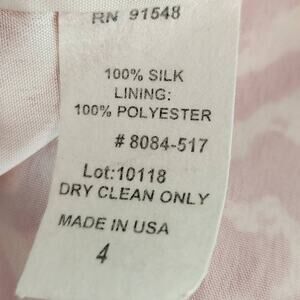 RN 91548
100% SILK
LINING:
100% POLYESTER
# 8084-517
Lot:10118
DRY CLEAN ONLY
MADE IN USA
4